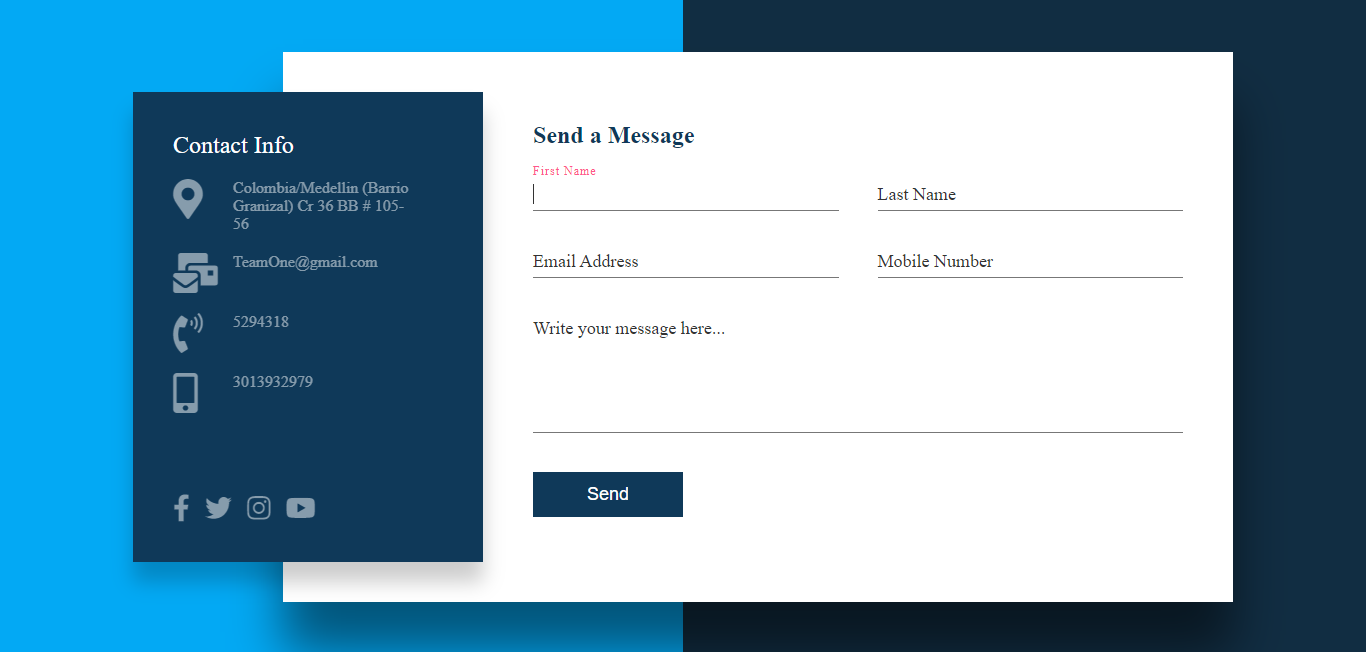 Contact Info
Colombia/Medellin (Barrio
Granizal) Cr 36 BB # 105-
56
TeamOne@gmail.com
5294318
3013932979
Send a Message
First Name
Last Name
Email Address
Mobile Number
Write your message here...
Send